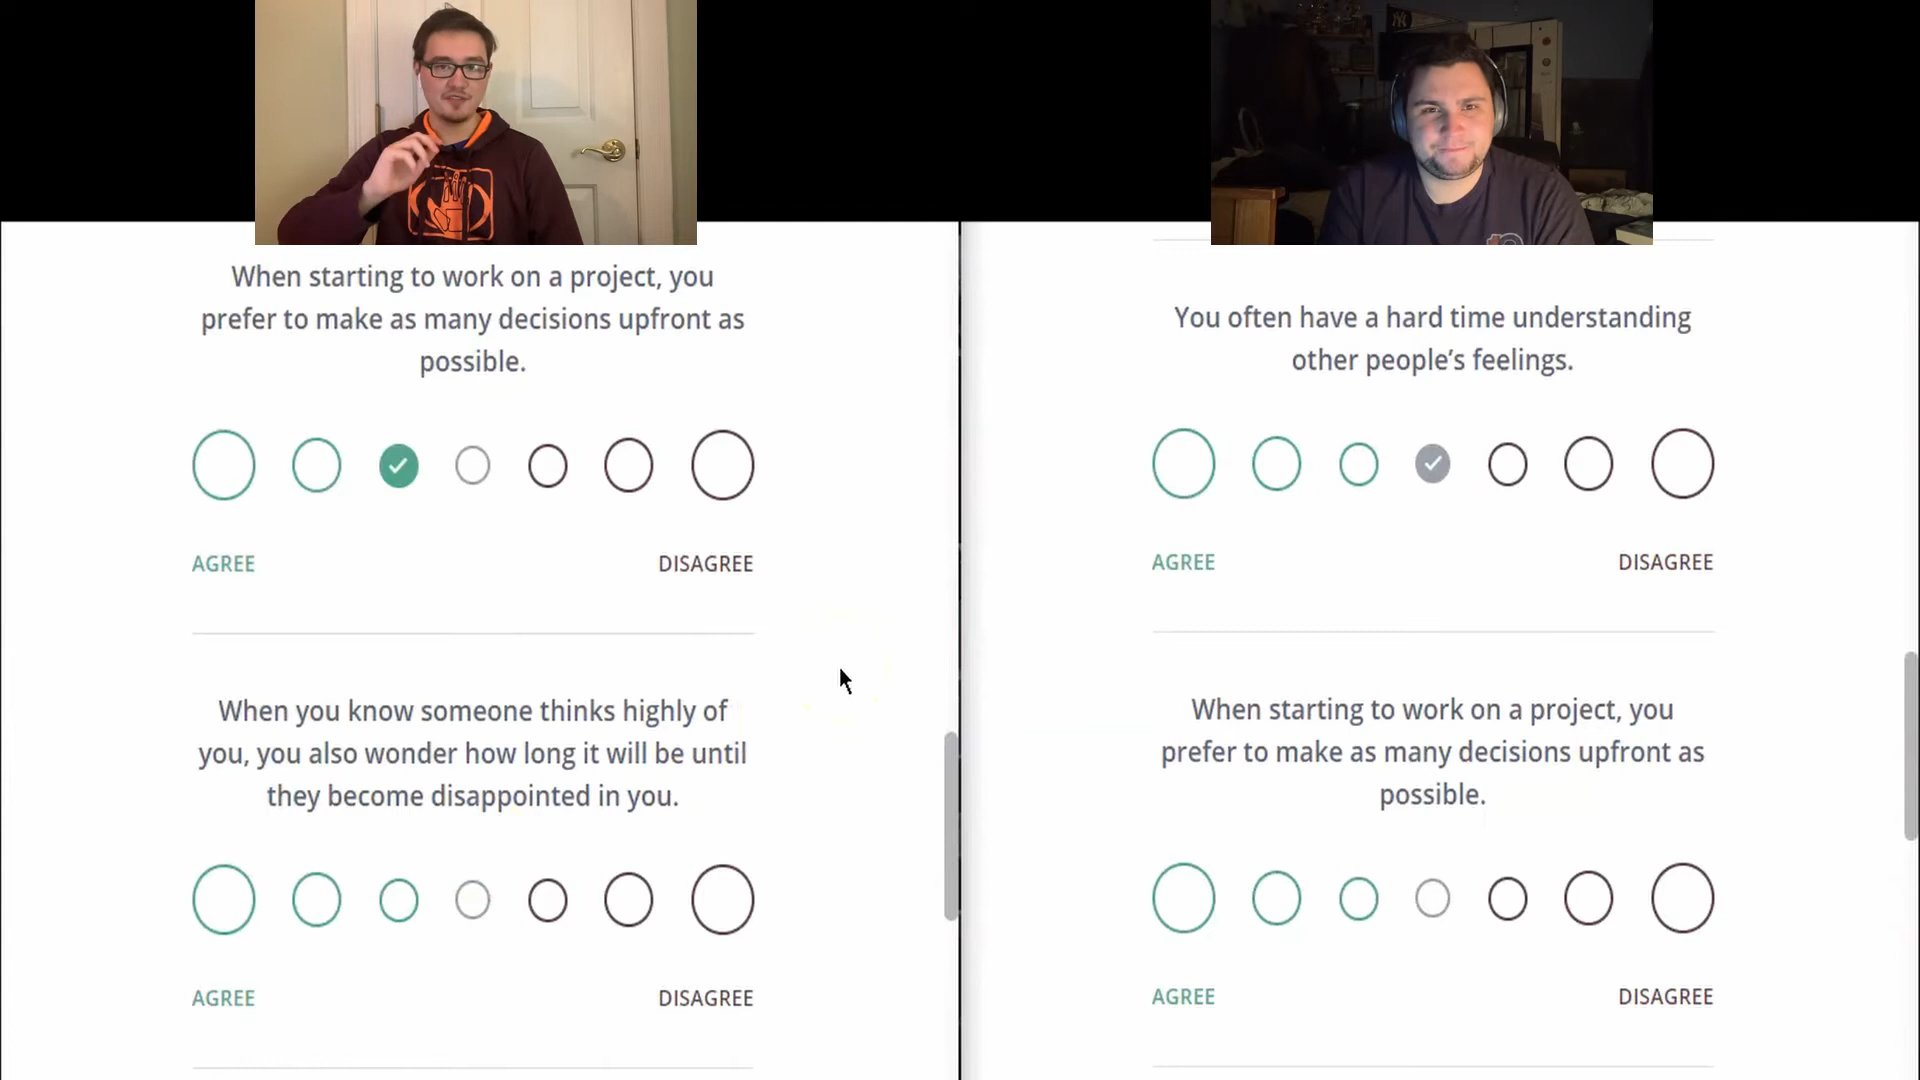 When starting to work on a project, you
prefer to make as many decisions upfront as
possible.
AGREE
DISAGREE
When you know someone thinks highly of
you, you also wonder how long it will be until
they become disappointed in you.
AGREE
DISAGREE
You often have a hard time understanding
other people’s feelings.
AGREE
DISAGREE
When starting to work on a project, you
prefer to make as many decisions upfront as
possible.
AGREE
DISAGREE